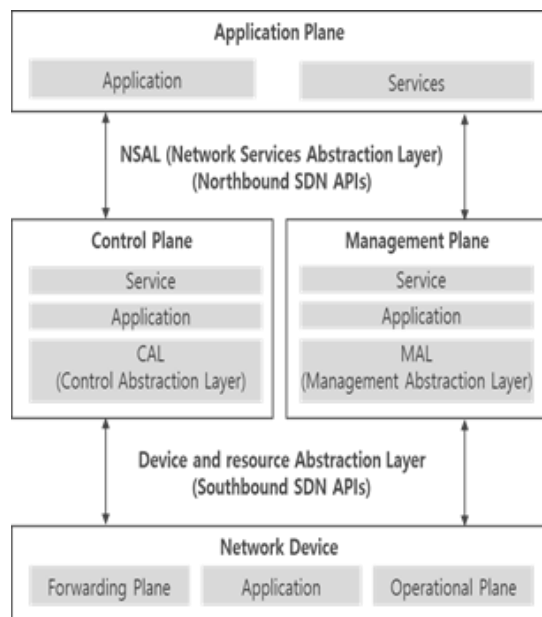 Application Plane
Application
Services
NSAL (Network Services Abstraction Layer)
(Northbound SDN APIs)
Control Plane
Service
Application
CAL
(Control Abstraction Layer)
Management Plane
Service
Application
MAL
(Management Abstraction Layer)
Device and resource Abstraction Layer
(Southbound SDN APIs)
Network Device
Forwarding Plane
Application
Operational Plane